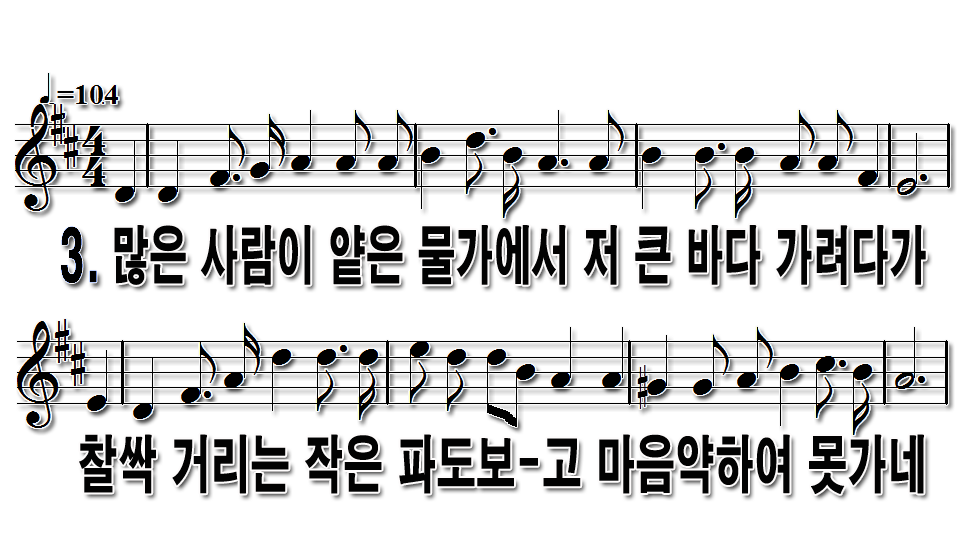 =104
4
4
3. 많은 사람이 얕은 물가에서 저 큰 바다 가려다가
찰싹 거리는 작은 파도보-고 마음약하여 못가네